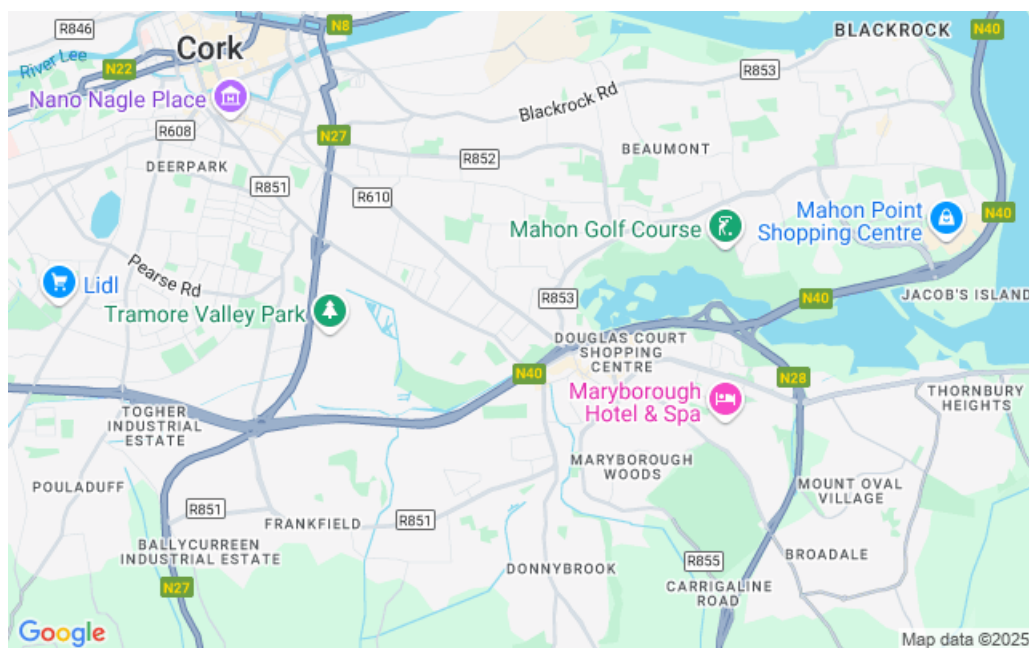 R846
N8
BLACKROCK
N40
Cork
River Lee
N22
R853
Nano Nagle Place
Blackrock Rd
R608
N27
R852
BEAUMONT
DEERPARK
R851
R610
Mahon Point
Shopping Centre
N40
Mahon Golf Course
Pearse Rd
Lidl
Tramore Valley Park
R853
N40
JACOB'S ISLAND
DOUGLAS COURT
SHOPPING
CENTRE
N40
N28
Maryborough
Hotel & Spa
THORNBURY
HEIGHTS
TOGHER
INDUSTRIAL
ESTATE
MARYBOROUGH
WOODS
POULADUFF
MOUNT OVAL
VILLAGE
R851
FRANKFIELD
R851
BALLYCURREEN
INDUSTRIAL ESTATE
BROADALE
DONNYBROOK
R855
CARRIGALINE
ROAD
N27
Google
Map data ©2025